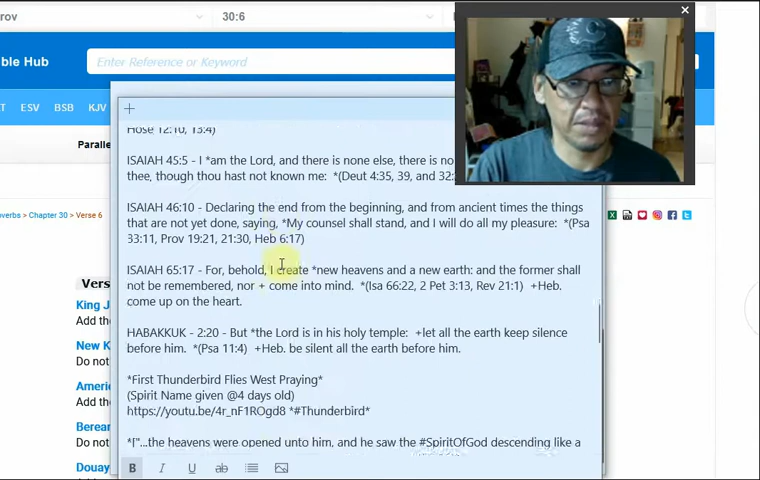 rov
30:6
ble Hub
Enter Reference or Keyword
T ESV BSB KJV
Parallel
overbs > Chapter 30 > Verse 6
Vers
King J
Add the
New K
Do not
Americ
Add the
Berean
Do not
Douay
Hose 12:10, 13:4)
ISAIAH 45:5 - I *am the Lord, and there is none else, there is no
thee, though thou hast not known me: *(Deut 4:35, 39, and 32:
ISAIAH 46:10 - Declaring the end from the beginning, and from ancient times the things
that are not yet done, saying, *My counsel shall stand, and I will do all my pleasure: *(Psa
33:11, Prov 19:21, 21:30, Heb 6:17)
ISAIAH 65:17 - For, behold, I create *new heavens and a new earth: and the former shall
not be remembered, nor + come into mind. *(Isa 66:22, 2 Pet 3:13, Rev 21:1) +Heb.
come up on the heart.
HABAKKUK - 2:20 - But *the Lord is in his holy temple: +let all the earth keep silence
before him. *(Psa 11:4) +Heb. be silent all the earth before him.
*First Thunderbird Flies West Praying*
(Spirit Name given @4 days old)
https://youtu.be/4r_nF1ROgd8 *#Thunderbird*
*["...the heavens were opened unto him, and he saw the #SpiritOfGod descending like a
B I U ab